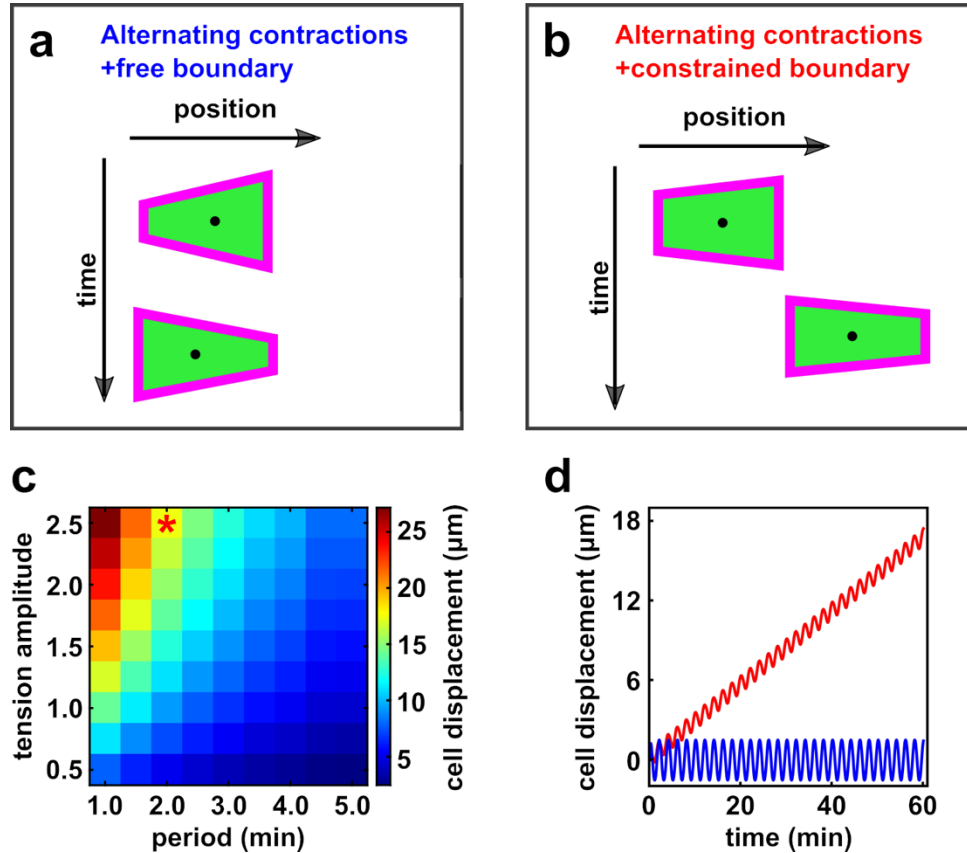 a
Alternating contractions
+free boundary
position
time
b
Alternating contractions
+constrained boundary
position
time
c
2.5
2.0
1.5
1.0
0.5
tension amplitude
*
1.0 2.0 3.0 4.0 5.0
period (min)
25
20
15
10
5
cell displacement (μm)
d
18
12
6
0
cell displacement (μm)
0 20 40 60
time (min)